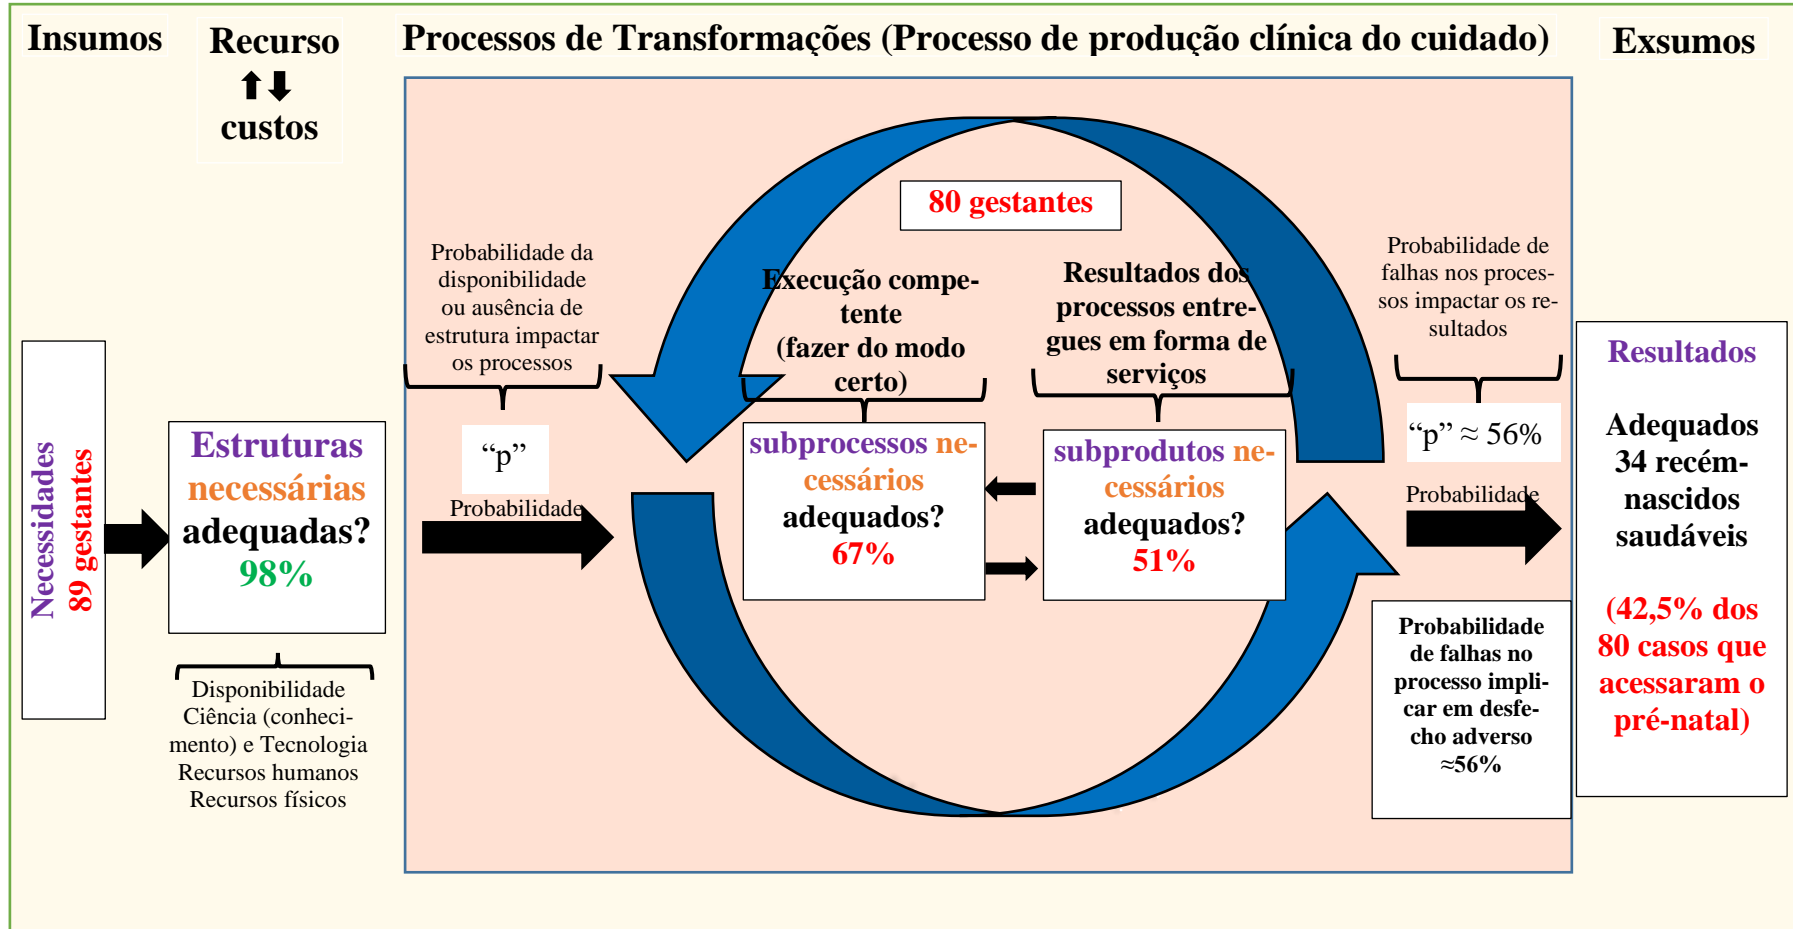 Insumos
Recurso
custos
Processos de Transformações (Processo de produção clínica do cuidado)
Exsumos
Necessidades
89 gestantes
Estruturas
necessárias
adequadas?
98%
Disponibilidade
Ciência (conheci-
mento) e Tecnologia
Recursos humanos
Recursos físicos
Probabilidade da
disponibilidade
ou ausência de
estrutura impactar
os processos
“p”
Probabilidade
80 gestantes
Execução compe-
tente
(fazer do modo
certo)
subprocessos ne-
cessários
adequados?
67%
Resultados dos
processos entre-
gues em forma de
serviços
subprodutos ne-
cessários
adequados?
51%
Probabilidade de
falhas nos proces-
sos impactar os re-
sultados
“p” ≈ 56%
Probabilidade
Probabilidade
de falhas no
processo impli-
car em desfe-
cho adverso
≈56%
Resultados
Adequados
34 recém-
nascidos
saudáveis
(42,5% dos
80 casos que
acessaram o
pré-natal)